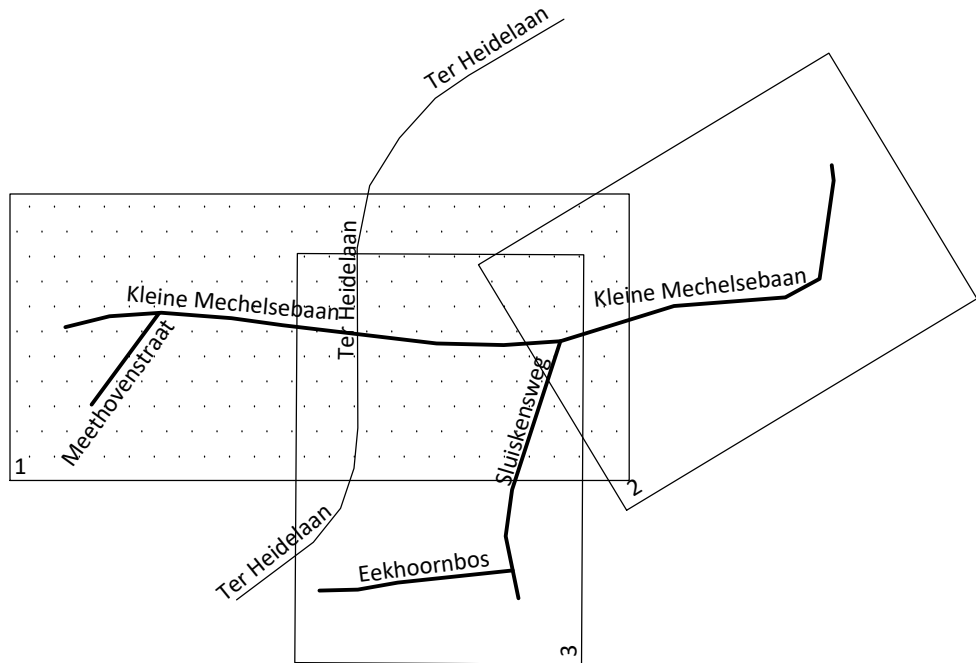 Ter Heidelaan
Ter Heidelaan
Kleine Mechelsebaan
Kleine Mechelsebaan
Meethovenstraat
Sluiskensweg
1
2
Ter Heidelaan
Eekhoornbos
3